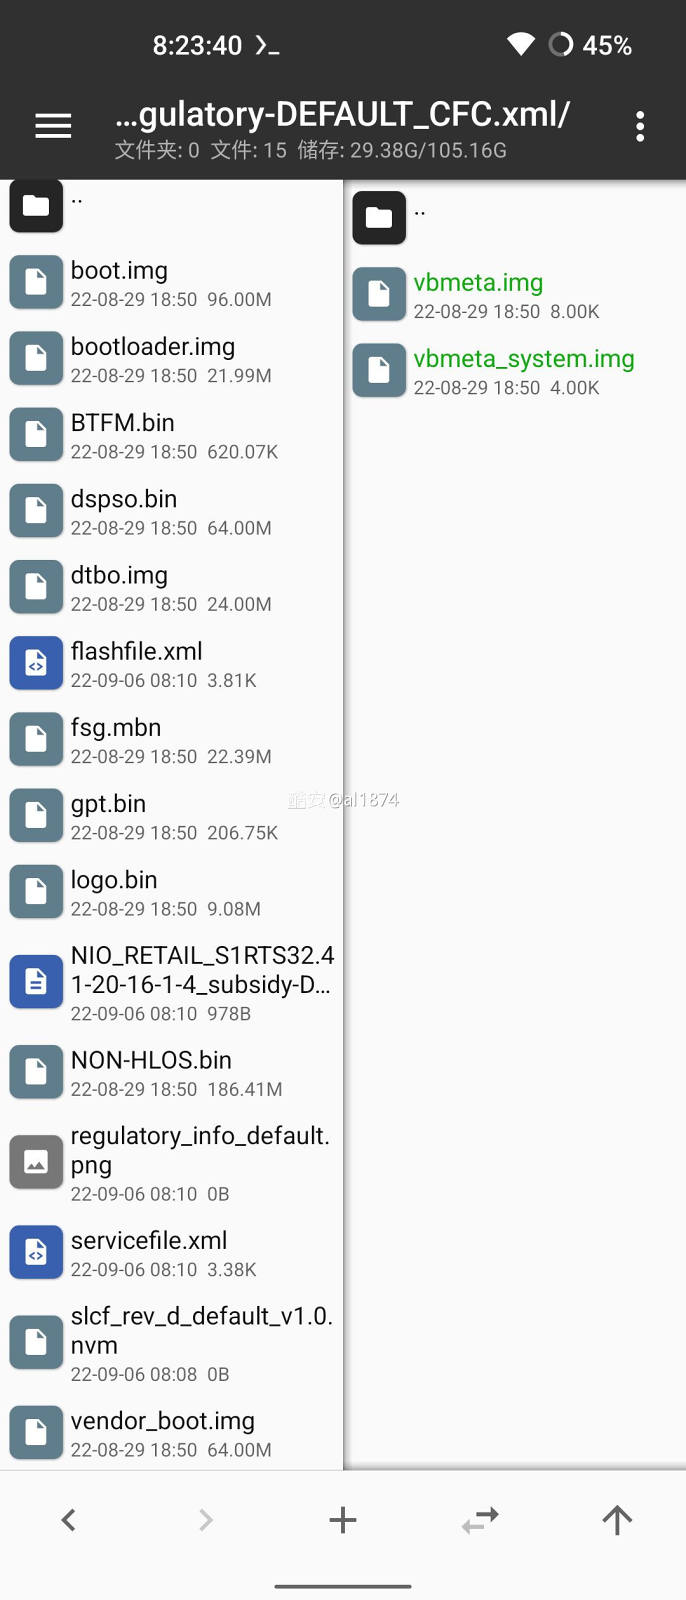 8:23:40
45%
...gulatory-DEFAULT_CFC.xml/
文件夹: 0 文件: 15 储存: 29.38G/105.16G
..
boot.img
22-08-29 18:50 96.00M
bootloader.img
22-08-29 18:50 21.99M
BTFM.bin
22-08-29 18:50 620.07K
dspso.bin
22-08-29 18:50 64.00M
dtbo.img
22-08-29 18:50 24.00M
flashfile.xml
22-09-06 08:10 3.81K
fsg.mbn
22-08-29 18:50 22.39M
gpt.bin
22-08-29 18:50 206.75K
logo.bin
22-08-29 18:50 9.08M
NIO_RETAIL_S1RTS32.4
1-20-16-1-4_subsidy-D...
22-09-06 08:10 978B
NON-HLOS.bin
22-08-29 18:50 186.41M
regulatory_info_default.
png
22-09-06 08:10 0B
servicefile.xml
22-09-06 08:10 3.38K
slcf_rev_d_default_v1.0.
nvm
22-09-06 08:08 0B
vendor_boot.img
22-08-29 18:50 64.00M
..
vbmeta.img
22-08-29 18:50 8.00K
vbmeta_system.img
22-08-29 18:50 4.00K
酷安@al1874